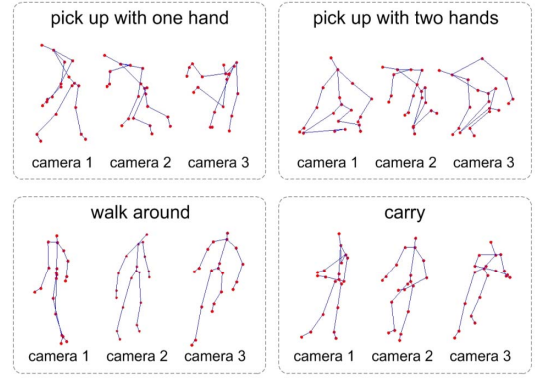 pick up with one hand
camera 1 camera 2 camera 3
pick up with two hands
camera 1 camera 2 camera 3
walk around
camera 1 camera 2 camera 3
carry
camera 1 camera 2 camera 3